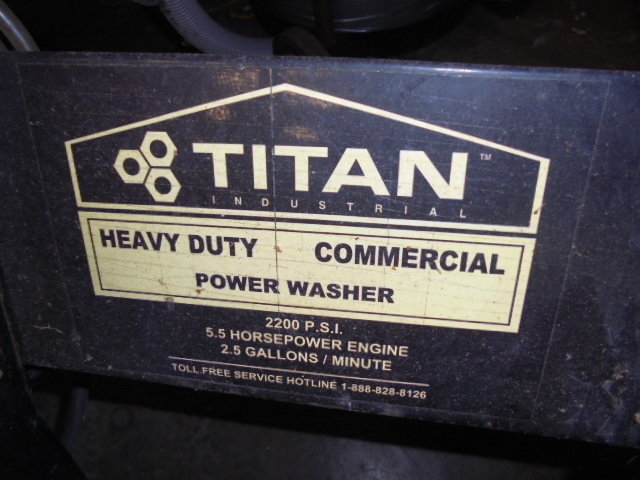 TITAN™
INDUSTRIAL
HEAVY DUTY COMMERCIAL
POWER WASHER
2200 P.S.I.
5.5 HORSEPOWER ENGINE
2.5 GALLONS / MINUTE
TOLL FREE SERVICE HOTLINE 1-888-828-8126